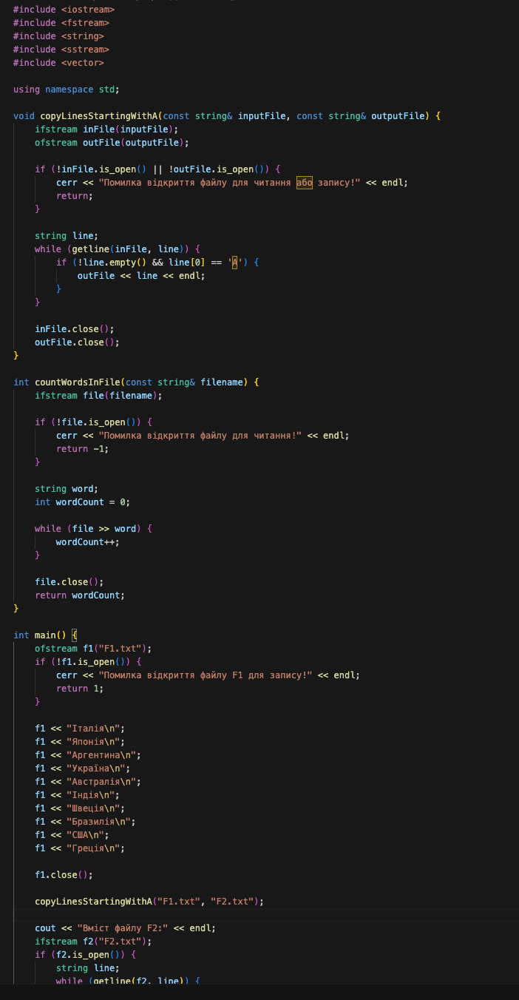 #include <iostream>
#include <fstream>
#include <string>
#include <sstream>
#include <vector>
using namespace std;
void copyLinesStartingWithA(const string& inputFile, const string& outputFile) {
ifstream inFile(inputFile);
ofstream outFile(outputFile);
if (!inFile.is_open() || !outFile.is_open()) {
cerr << "Помилка відкриття файлу для читання або запису!" << endl;
return;
}
string line;
while (getline(inFile, line)) {
if (!line.empty() && line[0] == 'А') {
outFile << line << endl;
}
}
inFile.close();
outFile.close();
}
int countWordsInFile(const string& filename) {
ifstream file(filename);
if (!file.is_open()) {
cerr << "Помилка відкриття файлу для читання!" << endl;
return -1;
}
string word;
int wordCount = 0;
while (file >> word) {
wordCount++;
}
file.close();
return wordCount;
}
int main() {
ofstream f1("F1.txt");
if (!f1.is_open()) {
cerr << "Помилка відкриття файлу F1 для запису!" << endl;
return 1;
}
f1 << "Італія\n";
f1 << "Японія\n";
f1 << "Аргентина\n";
f1 << "Україна\n";
f1 << "Австралія\n";
f1 << "Індія\n";
f1 << "Швеція\n";
f1 << "Бразилія\n";
f1 << "США\n";
f1 << "Греція\n";
f1.close();
copyLinesStartingWithA("F1.txt", "F2.txt");
cout << "Вміст файлу F2:" << endl;
ifstream f2("F2.txt");
if (f2.is_open()) {
string line;
while (getline(f2, line)) {